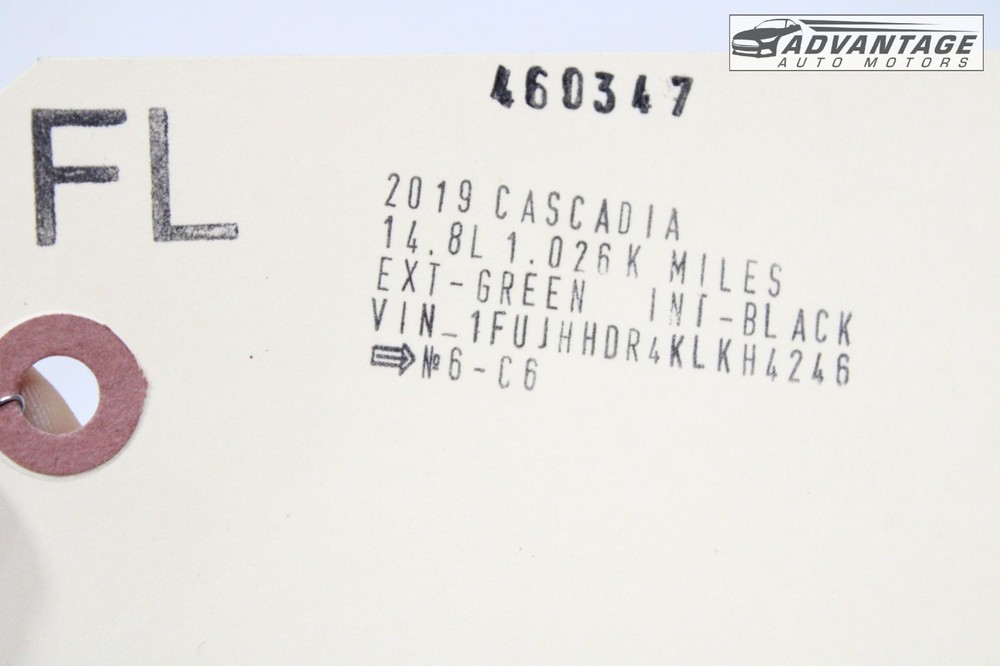 ADVANTAGE
AUTO MOTORS
460347
FL
2019 CASCADIA
14.8L 1.026K MILES
EXT-GREEN INT-BLACK
VIN_1FUJHHDR4KLKH4246
⇒ №6-C6